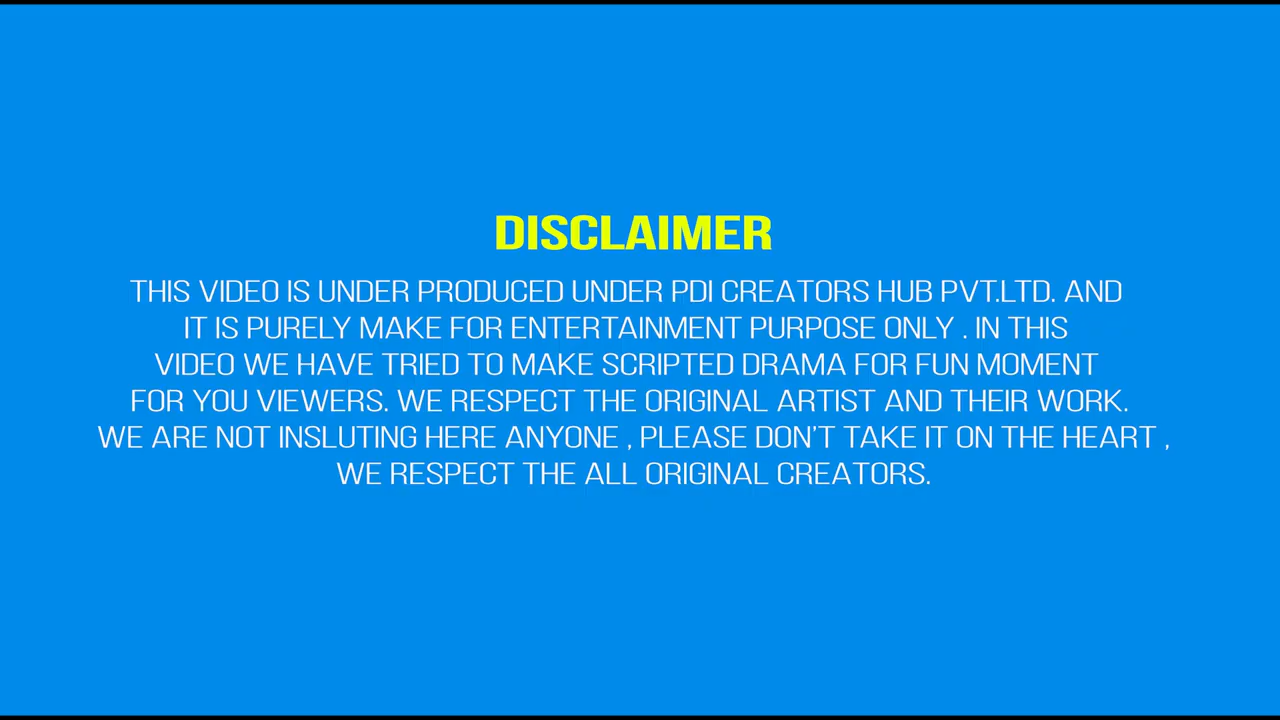 DISCLAIMER
THIS VIDEO IS UNDER PRODUCED UNDER PDI CREATORS HUB PVT.LTD. AND
IT IS PURELY MAKE FOR ENTERTAINMENT PURPOSE ONLY . IN THIS
VIDEO WE HAVE TRIED TO MAKE SCRIPTED DRAMA FOR FUN MOMENT
FOR YOU VIEWERS. WE RESPECT THE ORIGINAL ARTIST AND THEIR WORK.
WE ARE NOT INSLUTING HERE ANYONE , PLEASE DON'T TAKE IT ON THE HEART ,
WE RESPECT THE ALL ORIGINAL CREATORS.